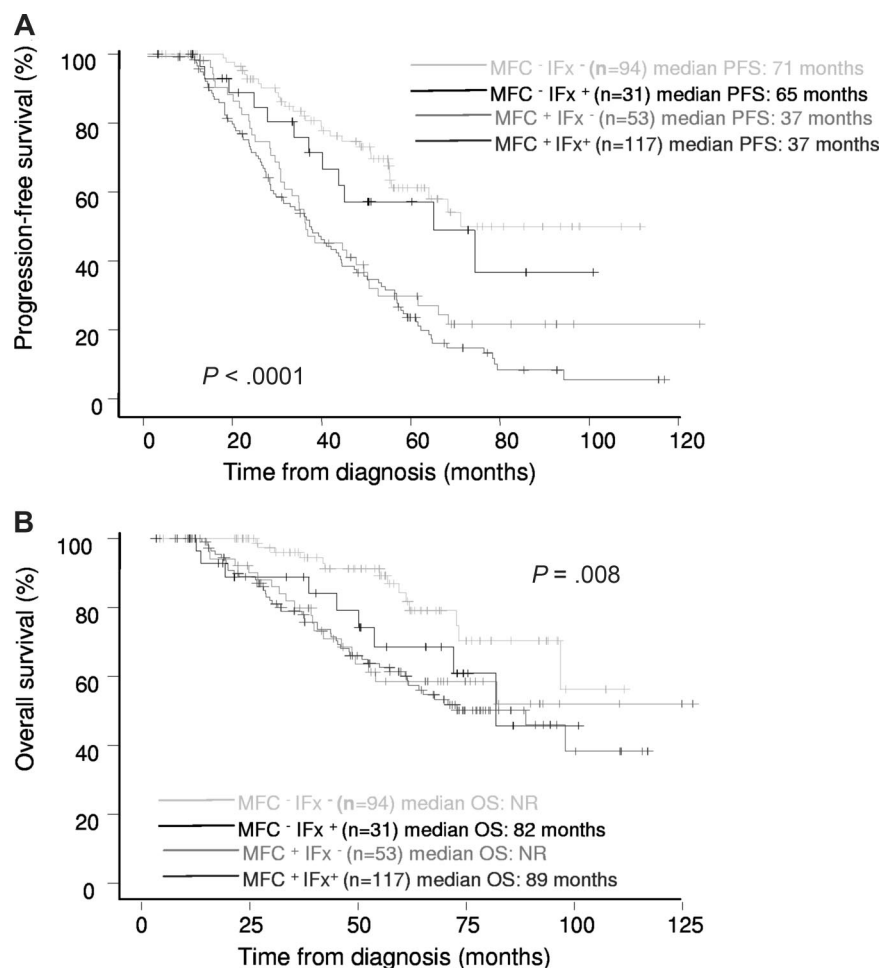 A
Progression-free survival (%)
100
80
60
40
20
0
MFC - IFx - (n=94) median PFS: 71 months
MFC - IFx + (n=31) median PFS: 65 months
MFC + IFx - (n=53) median PFS: 37 months
MFC + IFx+ (n=117) median PFS: 37 months
P < .0001
0 20 40 60 80 100 120
Time from diagnosis (months)
B
Overall survival (%)
100
80
60
40
20
0
P = .008
MFC - IFx - (n=94) median OS: NR
MFC - IFx + (n=31) median OS: 82 months
MFC + IFx - (n=53) median OS: NR
MFC + IFx+ (n=117) median OS: 89 months
0 25 50 75 100 125
Time from diagnosis (months)